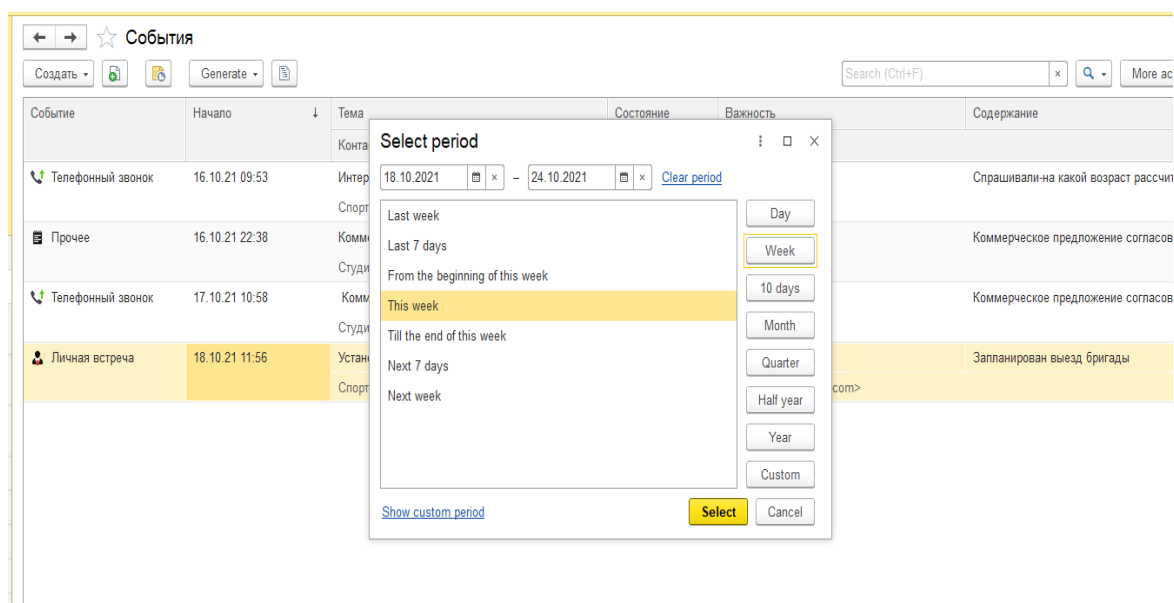 События
Создать Generate Search (Ctrl+F) × More ac
Событие Начало ↓ Тема Состояние Важность Содержание
Конта
Select period
18.10.2021 × – 24.10.2021 × Clear period
Last week
Last 7 days
From the beginning of this week
This week
Till the end of this week
Next 7 days
Next week
Day
Week
10 days
Month
Quarter
Half year
Year
Custom
Show custom period Select Cancel
Телефонный звонок 16.10.21 09:53 Интер Спрашивали-на какой возраст рассчит
Спорт
Прочее 16.10.21 22:38 Комме Коммерческое предложение согласов
Студи
Телефонный звонок 17.10.21 10:58 Комм Коммерческое предложение согласов
Студи
Личная встреча 18.10.21 11:56 Устан Запланирован выезд бригады
Спорт com>